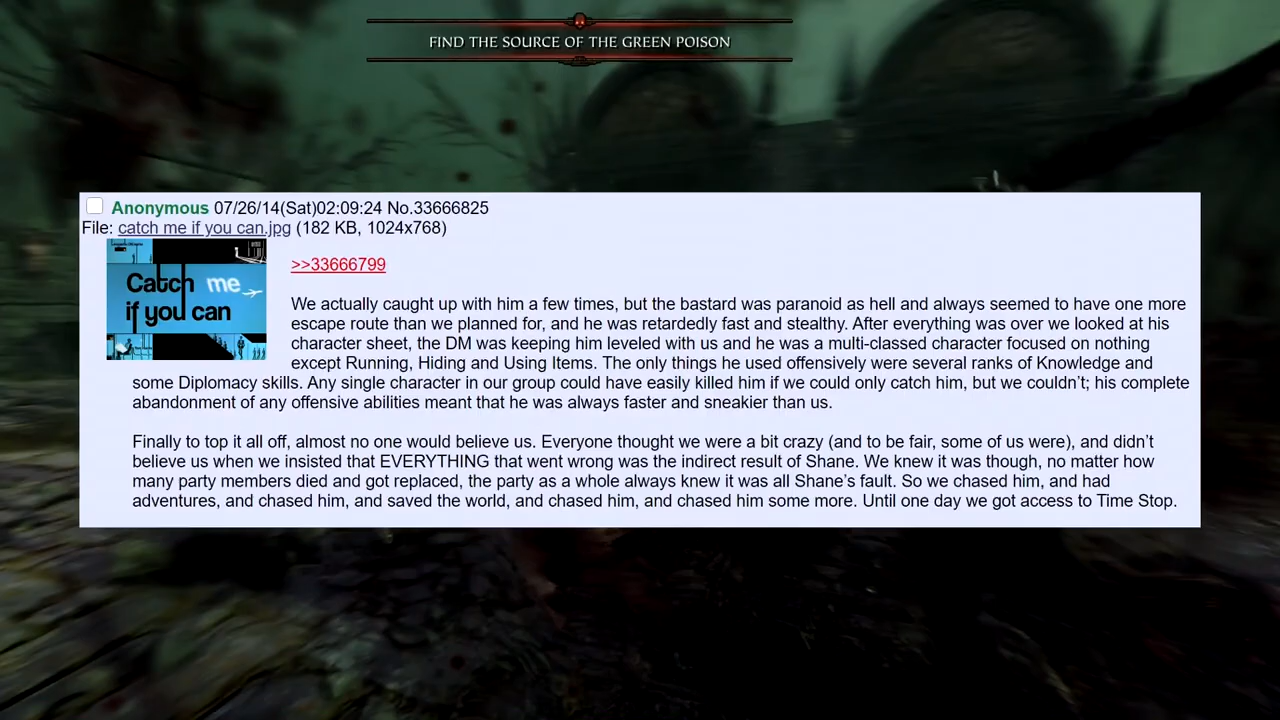 FIND THE SOURCE OF THE GREEN POISON
Anonymous 07/26/14(Sat)02:09:24 No.33666825
File: catch me if you can.jpg (182 KB, 1024x768)
Catch me
if you can
>>33666799
We actually caught up with him a few times, but the bastard was paranoid as hell and always seemed to have one more
escape route than we planned for, and he was retardedly fast and stealthy. After everything was over we looked at his
character sheet, the DM was keeping him leveled with us and he was a multi-classed character focused on nothing
except Running, Hiding and Using Items. The only things he used offensively were several ranks of Knowledge and
some Diplomacy skills. Any single character in our group could have easily killed him if we could only catch him, but we couldn't; his complete
abandonment of any offensive abilities meant that he was always faster and sneakier than us.
Finally to top it all off, almost no one would believe us. Everyone thought we were a bit crazy (and to be fair, some of us were), and didn't
believe us when we insisted that EVERYTHING that went wrong was the indirect result of Shane. We knew it was though, no matter how
many party members died and got replaced, the party as a whole always knew it was all Shane's fault. So we chased him, and had
adventures, and chased him, and saved the world, and chased him, and chased him some more. Until one day we got access to Time Stop.